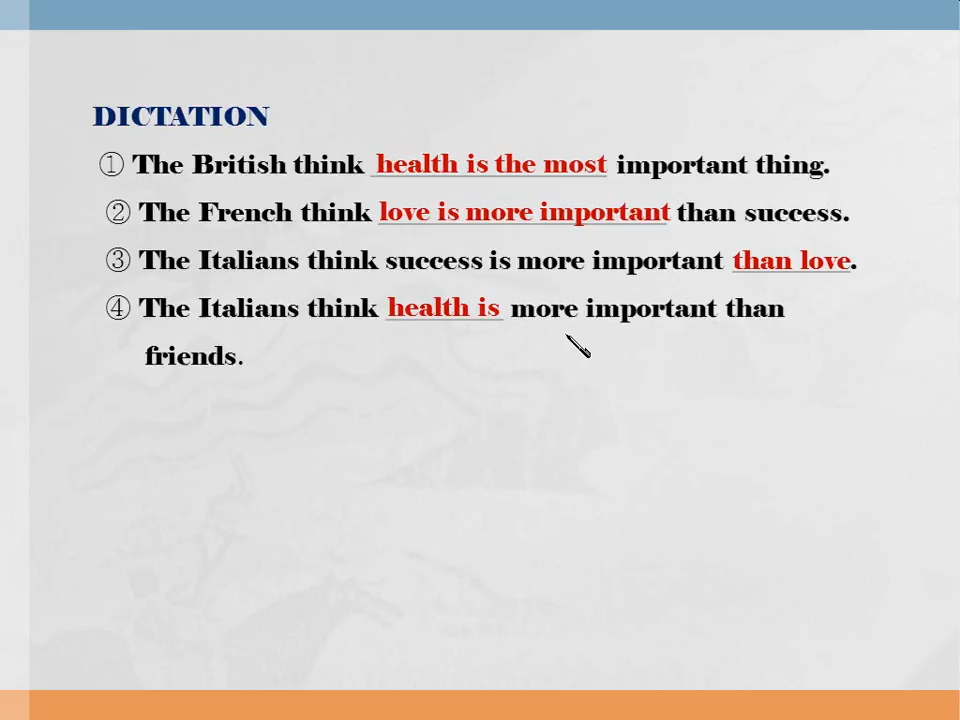 DICTATION
① The British think health is the most important thing.
② The French think love is more important than success.
③ The Italians think success is more important than love.
④ The Italians think health is more important than
friends.